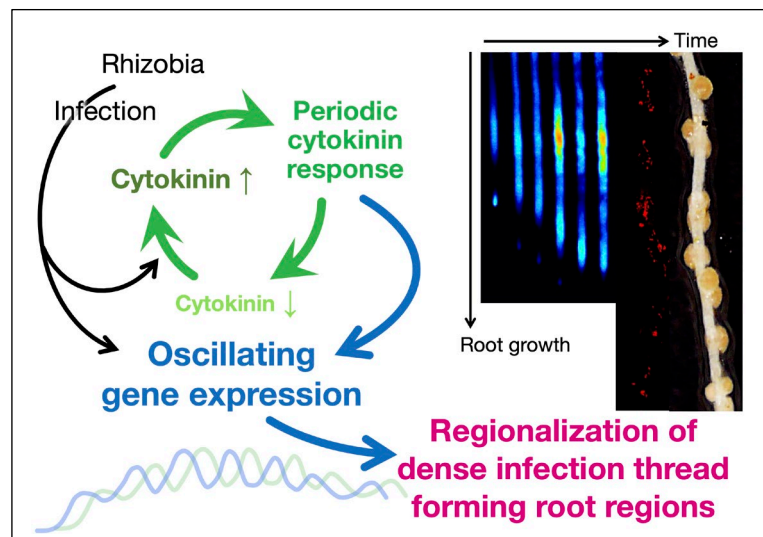 Rhizobia
Infection
Periodic
cytokinin
response
Cytokinin ↑
Cytokinin ↓
Oscillating
gene expression
Time
Root growth
Regionalization of
dense infection thread
forming root regions